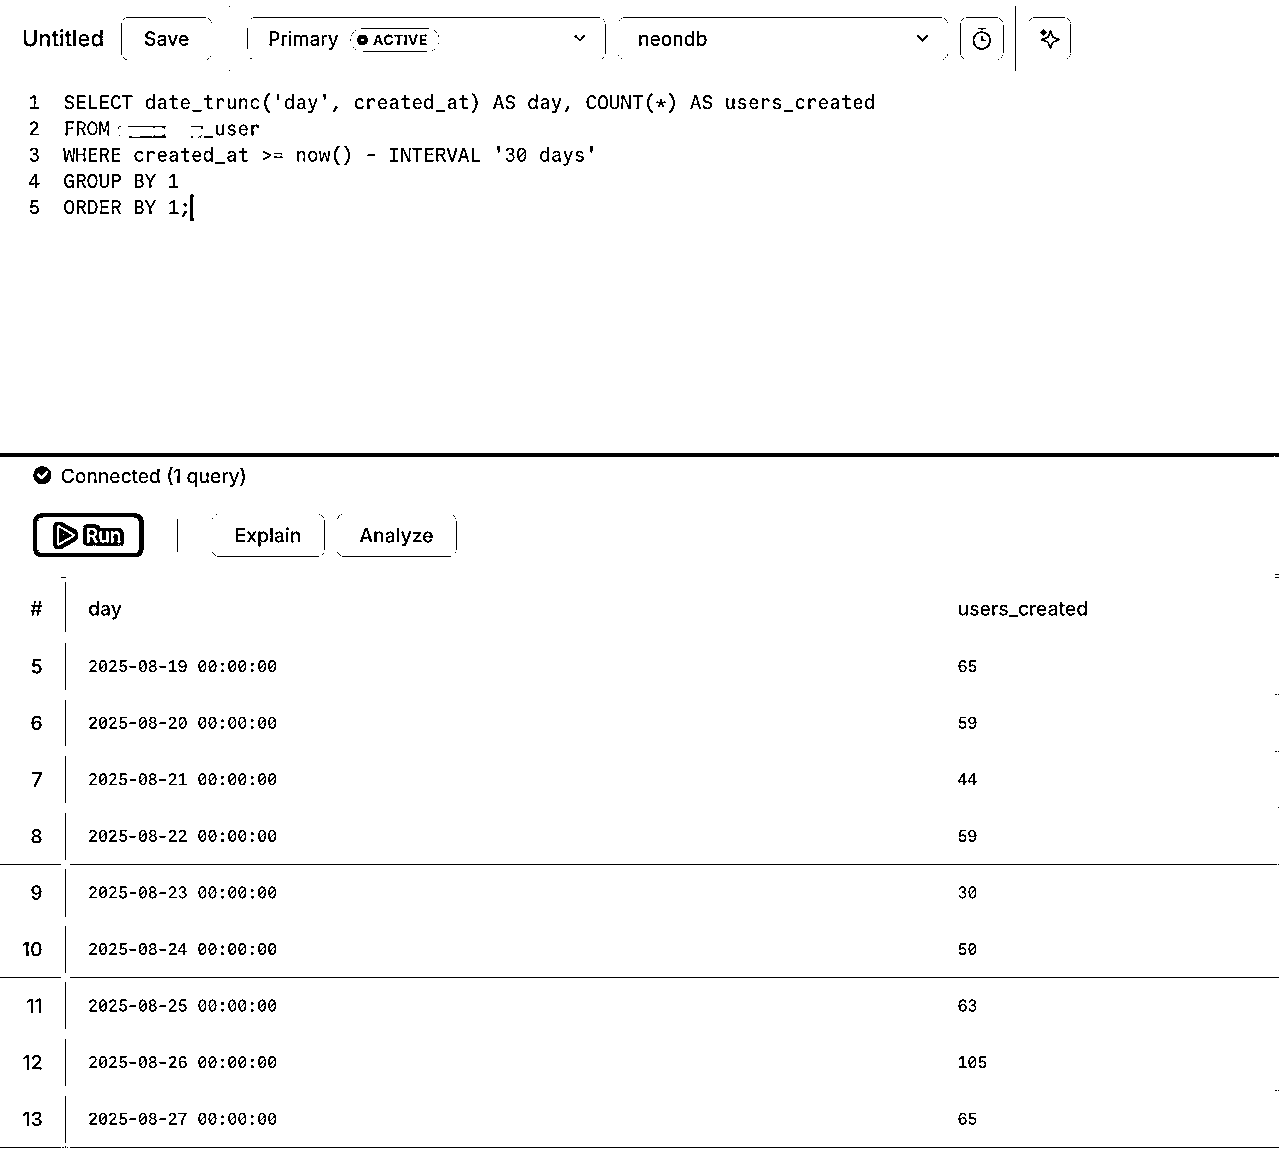 Untitled Save Primary ACTIVE neondb
1 SELECT date_trunc('day', created_at) AS day, COUNT(*) AS users_created
2 FROM _user
3 WHERE created_at >= now() - INTERVAL '30 days'
4 GROUP BY 1
5 ORDER BY 1;
Connected (1 query)
Run Explain Analyze
# day users_created
5 2025-08-19 00:00:00 65
6 2025-08-20 00:00:00 59
7 2025-08-21 00:00:00 44
8 2025-08-22 00:00:00 59
9 2025-08-23 00:00:00 30
10 2025-08-24 00:00:00 50
11 2025-08-25 00:00:00 63
12 2025-08-26 00:00:00 105
13 2025-08-27 00:00:00 65